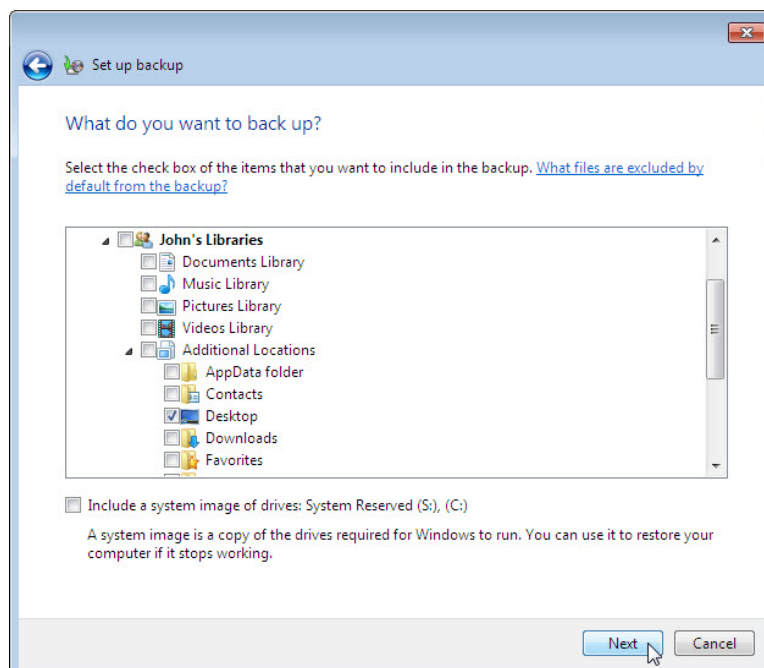 Set up backup
What do you want to back up?
Select the check box of the items that you want to include in the backup. What files are excluded by
default from the backup?
John's Libraries
Documents Library
Music Library
Pictures Library
Videos Library
Additional Locations
AppData folder
Contacts
Desktop
Downloads
Favorites
Include a system image of drives: System Reserved (S:), (C:)
A system image is a copy of the drives required for Windows to run. You can use it to restore your
computer if it stops working.
Next Cancel